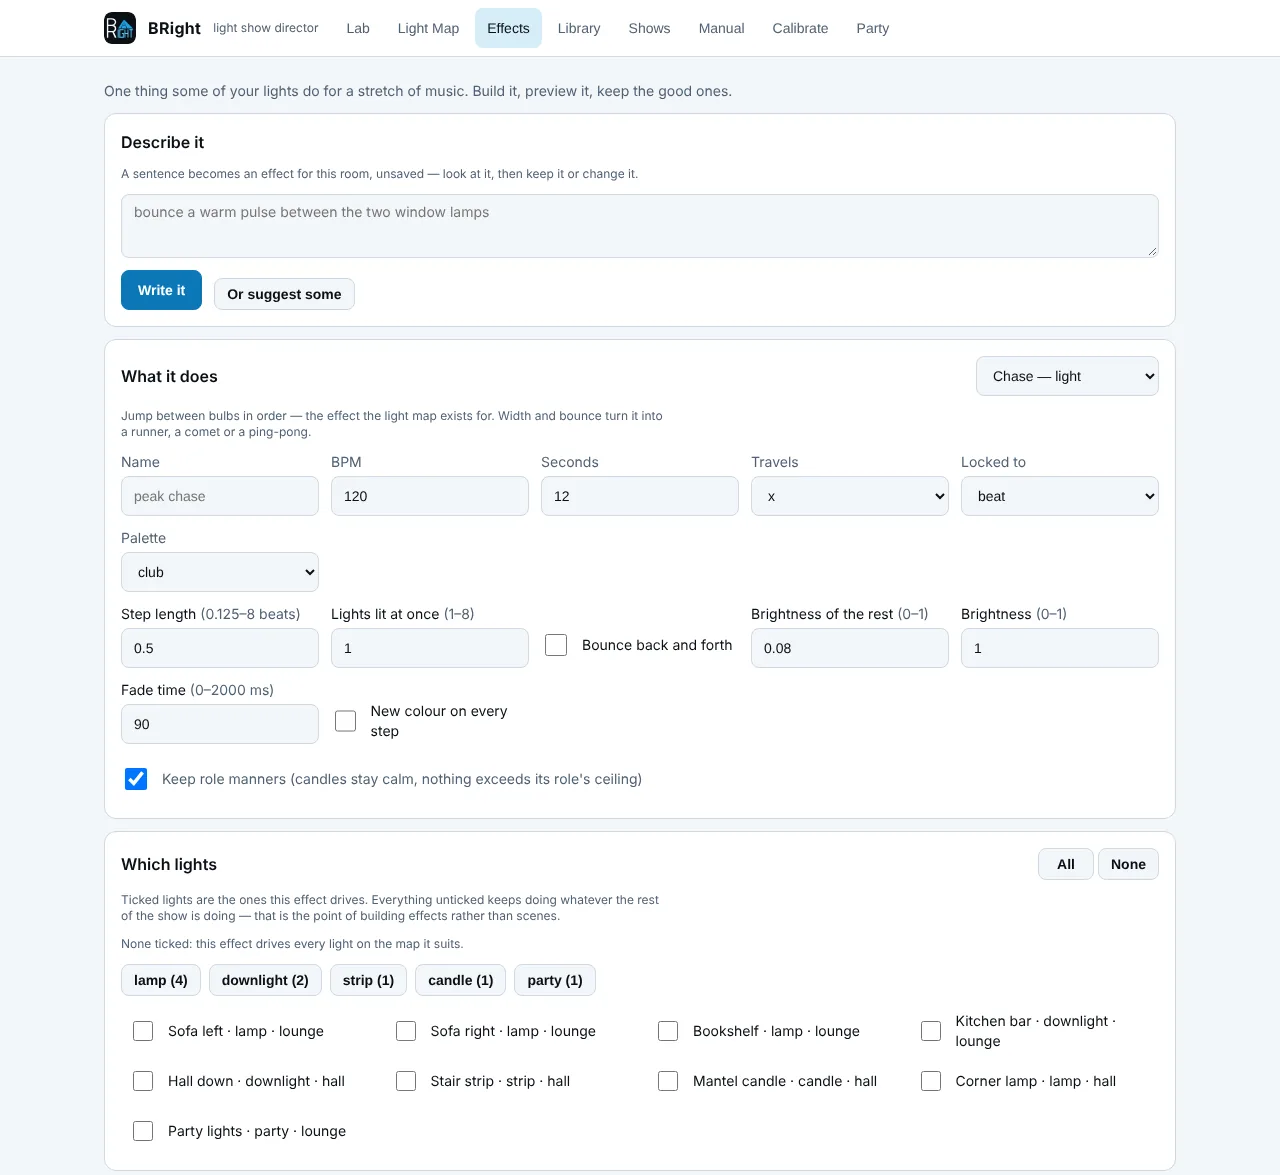 RIGHT BRight light show director Lab Light Map Effects Library Shows Manual Calibrate Party
One thing some of your lights do for a stretch of music. Build it, preview it, keep the good ones.
Describe it
A sentence becomes an effect for this room, unsaved — look at it, then keep it or change it.
bounce a warm pulse between the two window lamps
Write it Or suggest some
What it does Chase — light
Jump between bulbs in order — the effect the light map exists for. Width and bounce turn it into
a runner, a comet or a ping-pong.
Name BPM Seconds Travels Locked to
peak chase 120 12 x beat
Palette
club
Step length (0.125–8 beats) Lights lit at once (1–8) Brightness of the rest (0–1) Brightness (0–1)
0.5 1 Bounce back and forth 0.08 1
Fade time (0–2000 ms)
90 New colour on every
step
Keep role manners (candles stay calm, nothing exceeds its role's ceiling)
Which lights All None
Ticked lights are the ones this effect drives. Everything unticked keeps doing whatever the rest
of the show is doing — that is the point of building effects rather than scenes.
None ticked: this effect drives every light on the map it suits.
lamp (4) downlight (2) strip (1) candle (1) party (1)
Sofa left · lamp · lounge Sofa right · lamp · lounge Bookshelf · lamp · lounge Kitchen bar · downlight ·
lounge
Hall down · downlight · hall Stair strip · strip · hall Mantel candle · candle · hall Corner lamp · lamp · hall
Party lights · party · lounge